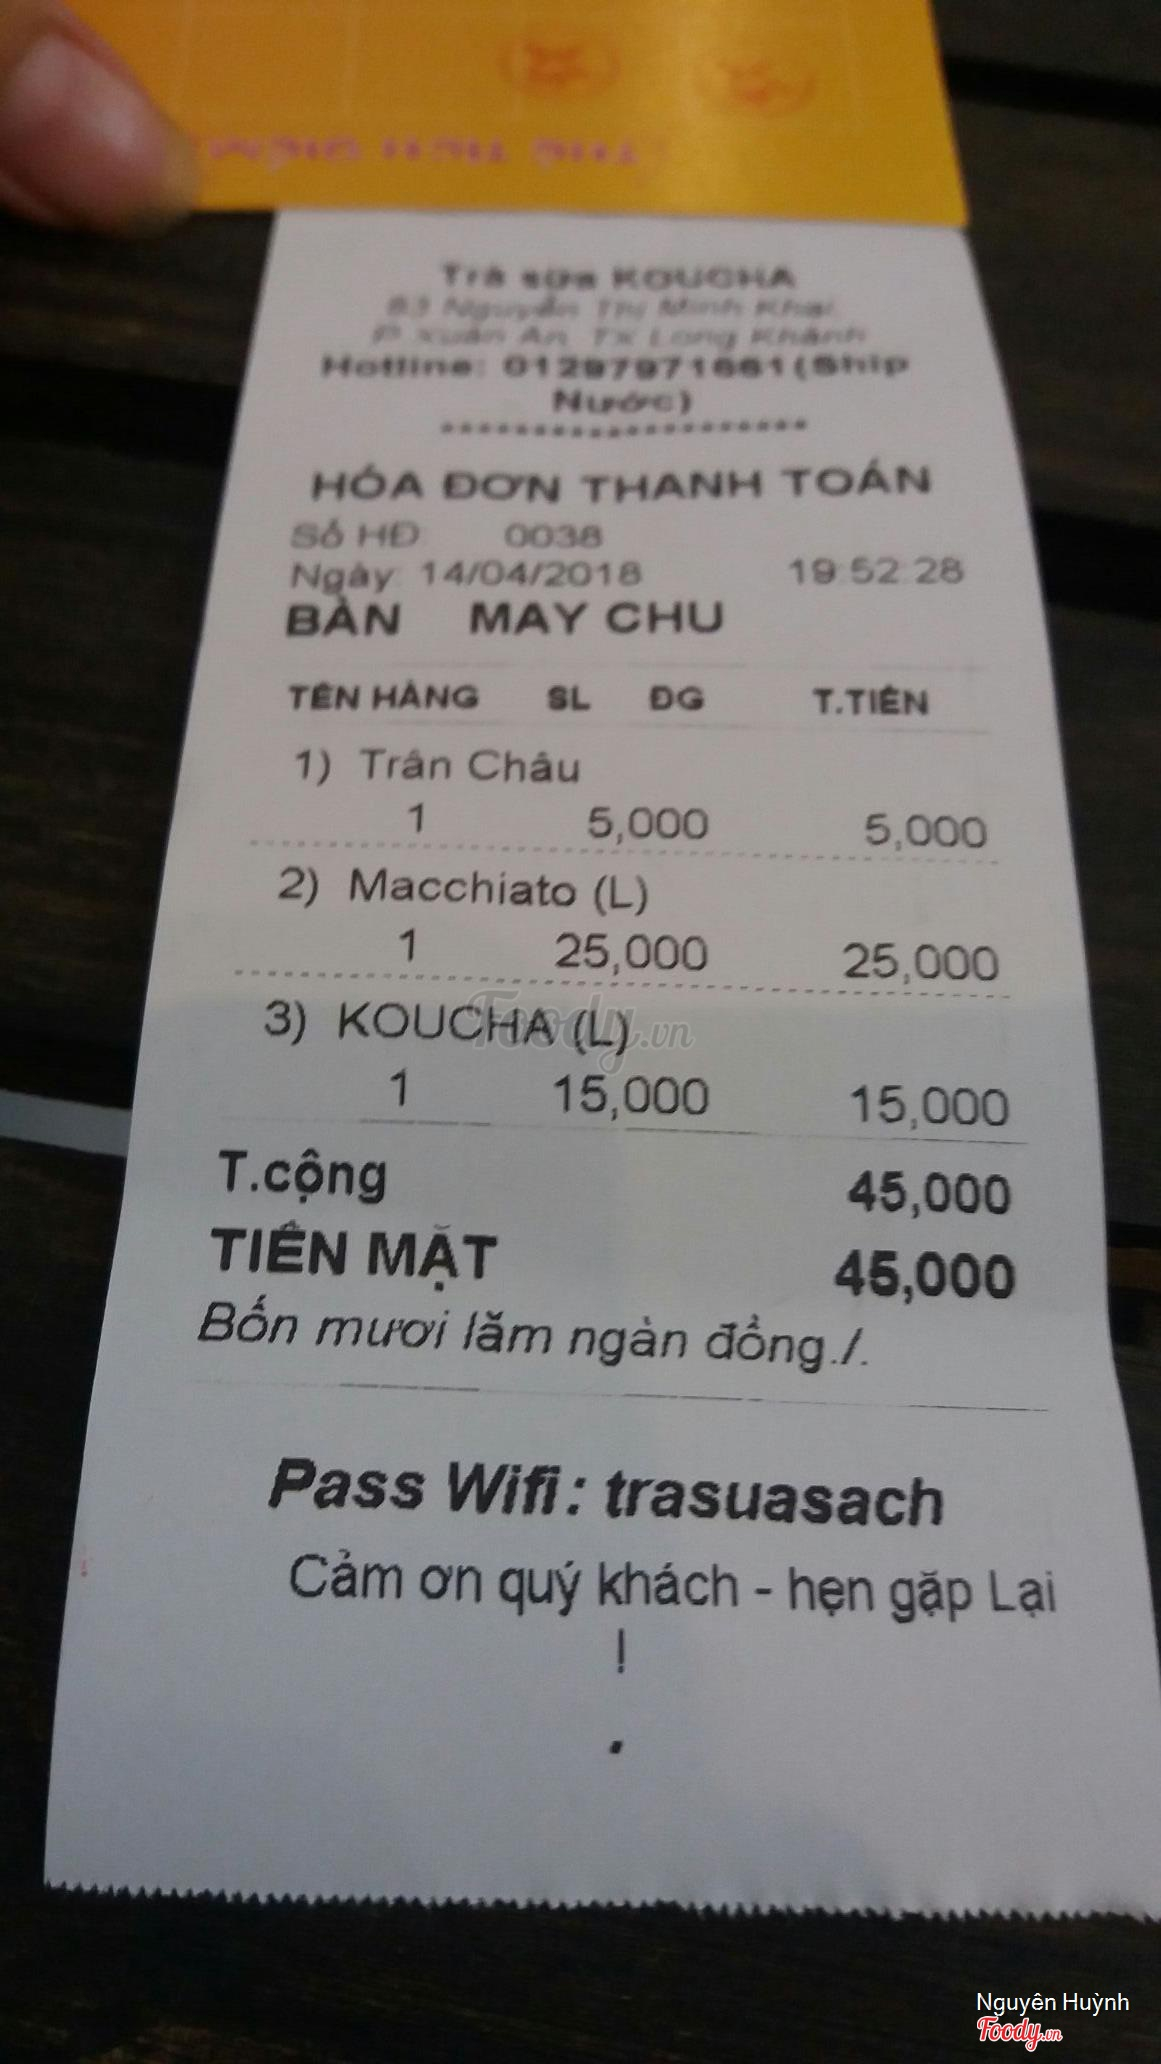 Trà sữa KOUCHA
83 Nguyễn Thị Minh Khai
P Xuân An Tx Long Khánh
Hotline: 01297971661(Ship
Nước)
********************
HÓA ĐƠN THANH TOÁN
Số HĐ: 0038
Ngày: 14/04/2018 19:52:28
BÀN MAY CHU
TÊN HÀNG SL ĐG T.TIỀN
1) Trân Châu
1 5,000 5,000
2) Macchiato (L)
1 25,000 25,000
3) KOUCHA (L)
1 15,000 15,000
T.cộng 45,000
TIỀN MẶT 45,000
Bốn mươi lăm ngàn đồng./.
Pass Wifi: trasuasach
Cảm ơn quý khách - hẹn gặp Lại
!
.
Foody.vn
Nguyên Huỳnh
Foody.vn